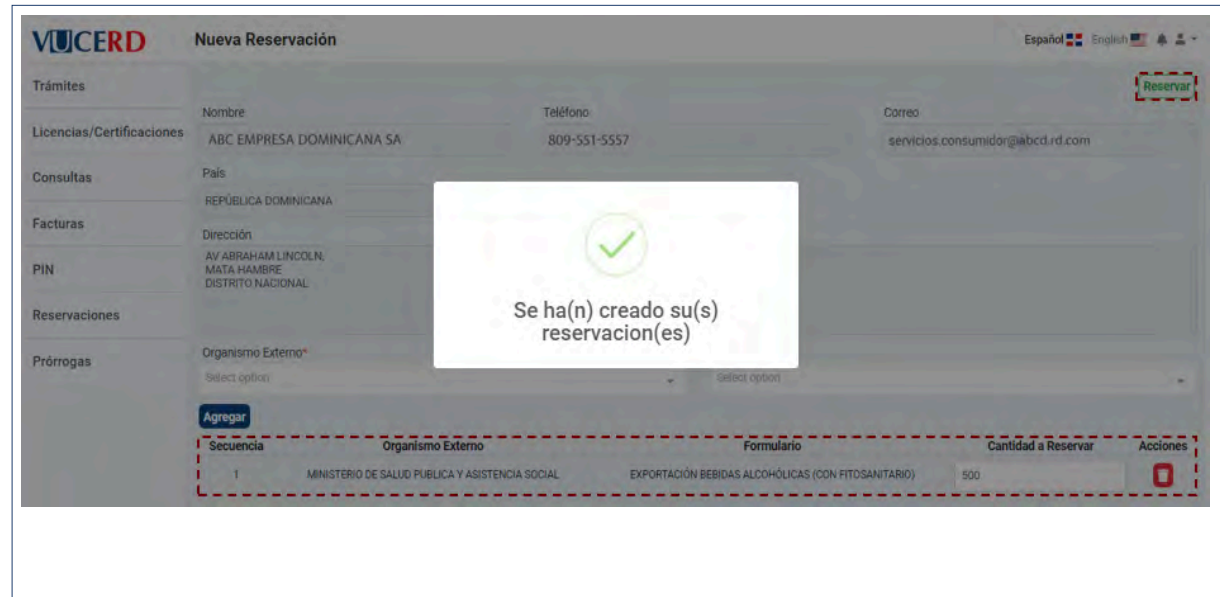 VUCERD
Nueva Reservación
Español English
Trámites
Reservar
Nombre Teléfono Correo
Licencias/Certificaciones
ABC EMPRESA DOMINICANA SA 809-551-5557 servicios.consumidor@abcd.rd.com
Consultas
País
REPÚBLICA DOMINICANA
Facturas
Dirección
AV ABRAHAM LINCOLN,
MATA HAMBRE
DISTRITO NACIONAL
PIN
Se ha(n) creado su(s)
reservacion(es)
Reservaciones
Organismo Externo*
Prórrogas
Select option Select option
Agregar
Secuencia Organismo Externo Formulario Cantidad a Reservar Acciones
1 MINISTERIO DE SALUD PUBLICA Y ASISTENCIA SOCIAL EXPORTACIÓN BEBIDAS ALCOHÓLICAS (CON FITOSANITARIO) 500